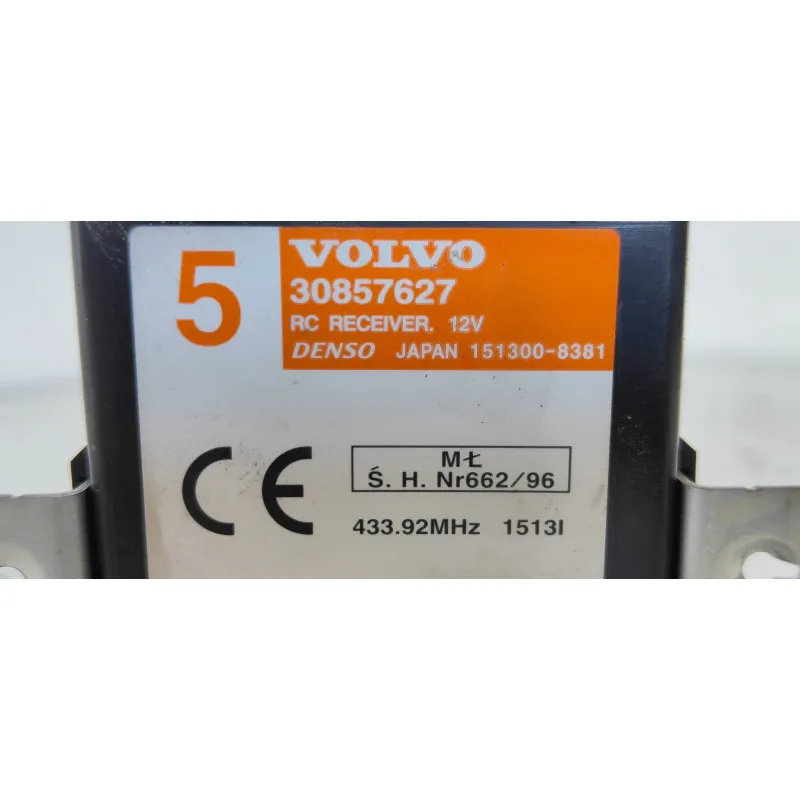 5
VOLVO
30857627
RC RECEIVER. 12V
DENSO JAPAN 151300-8381
CE
MŁ
Ś. H. Nr662/96
433.92MHz 1513I